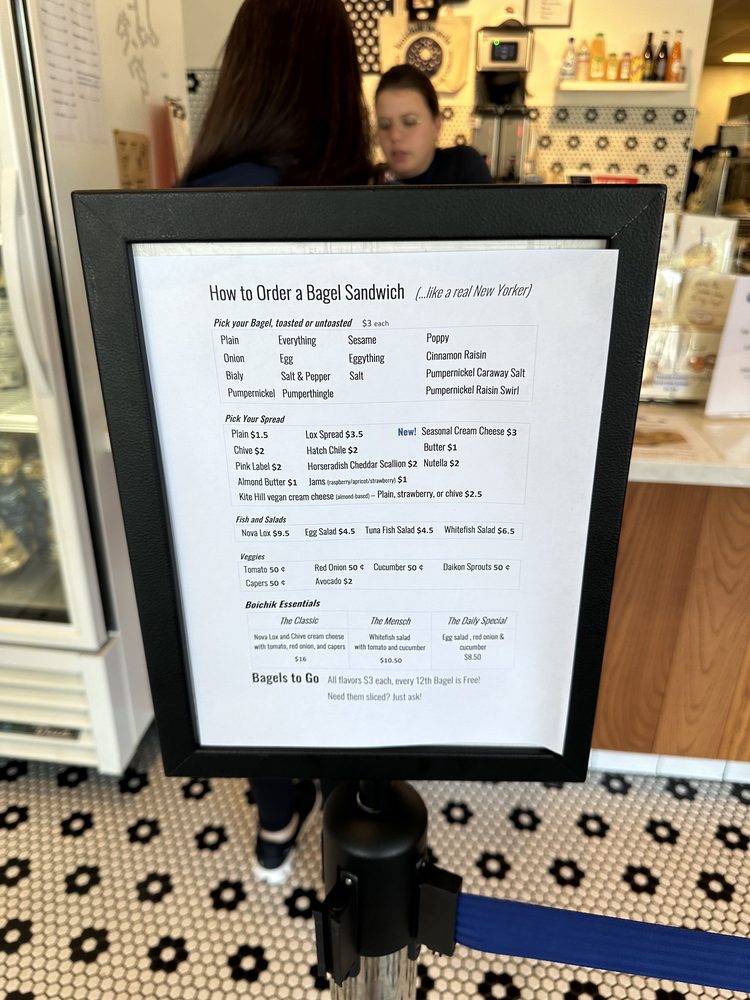 How to Order a Bagel Sandwich (...like a real New Yorker)
Pick your Bagel, toasted or untoasted $3 each
Plain Everything Sesame Poppy
Onion Egg Eggything Cinnamon Raisin
Bialy Salt & Pepper Salt Pumpernickel Caraway Salt
Pumpernickel Pumperthingle Pumpernickel Raisin Swirl
Pick Your Spread
Plain $1.5 Lox Spread $3.5 New! Seasonal Cream Cheese $3
Chive $2 Hatch Chile $2 Butter $1
Pink Label $2 Horseradish Cheddar Scallion $2 Nutella $2
Almond Butter $1 Jams (raspberry/apricot/strawberry) $1
Kite Hill vegan cream cheese (almond-based) – Plain, strawberry, or chive $2.5
Fish and Salads
Nova Lox $9.5 Egg Salad $4.5 Tuna Fish Salad $4.5 Whitefish Salad $6.5
Veggies
Tomato 50 ¢ Red Onion 50 ¢ Cucumber 50 ¢ Daikon Sprouts 50 ¢
Capers 50 ¢ Avocado $2
Boichik Essentials
The Classic The Mensch The Daily Special
Nova Lox and Chive cream cheese Whitefish salad Egg salad , red onion &
with tomato, red onion, and capers with tomato and cucumber cucumber
$16 $10.50 $8.50
Bagels to Go All flavors $3 each, every 12th Bagel is Free!
Need them sliced? Just ask!